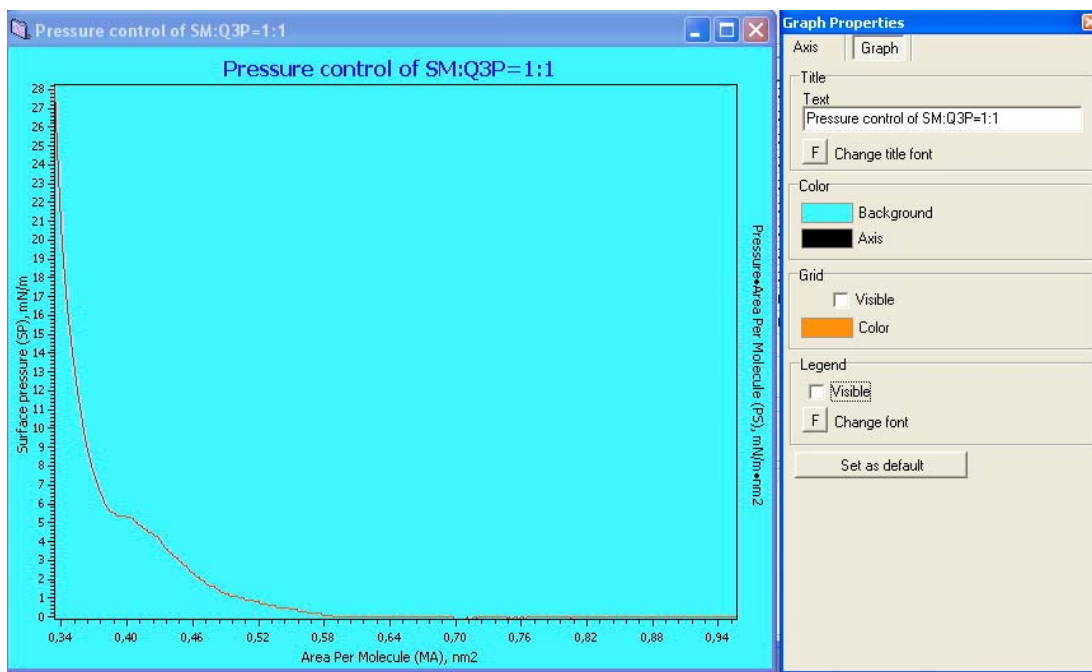 Pressure control of SM:Q3P=1:1
Pressure control of SM:Q3P=1:1
28
27
26
25
24
23
22
21
20
19
18
17
16
15
14
13
12
11
10
9
8
7
6
5
4
3
2
1
0
Surface pressure (SP), mN/m
Pressure•Area Per Molecule (PS), mN/m•nm2
0,34 0,40 0,46 0,52 0,58 0,64 0,70 0,76 0,82 0,88 0,94
Area Per Molecule (MA), nm2
Graph Properties
Axis Graph
Title
Text
Pressure control of SM:Q3P=1:1
F Change title font
Color
Background
Axis
Grid
Visible
Color
Legend
Visible
F Change font
Set as default